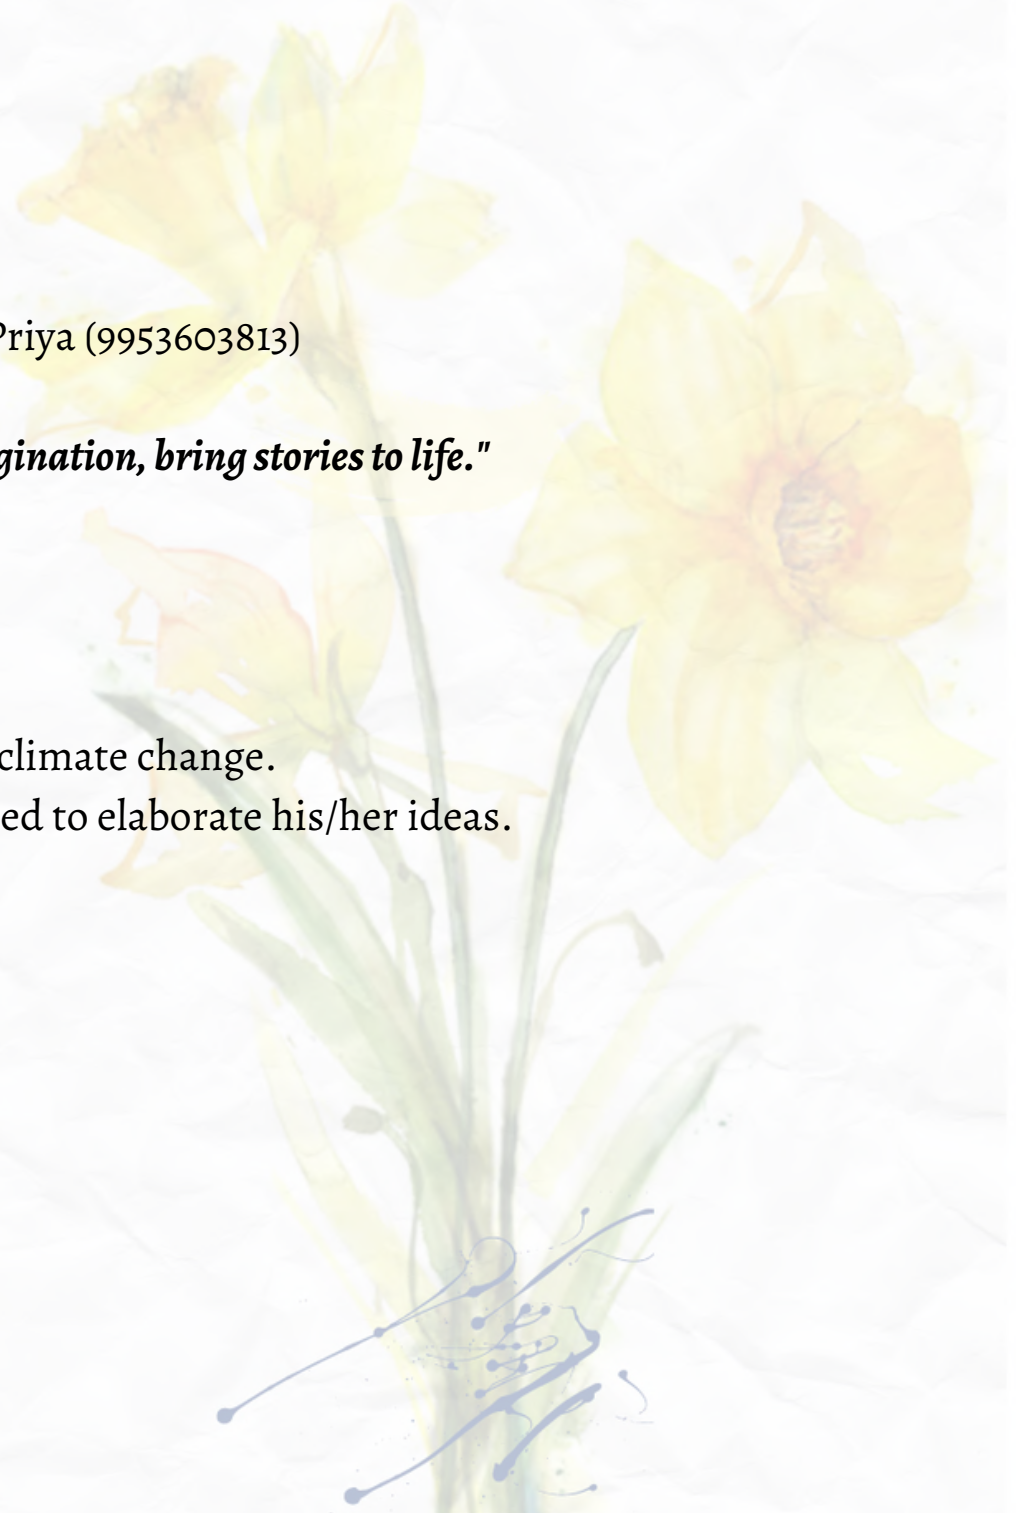 Priya (9953603813)
gination, bring stories to life."
climate change.
ed to elaborate his/her ideas.